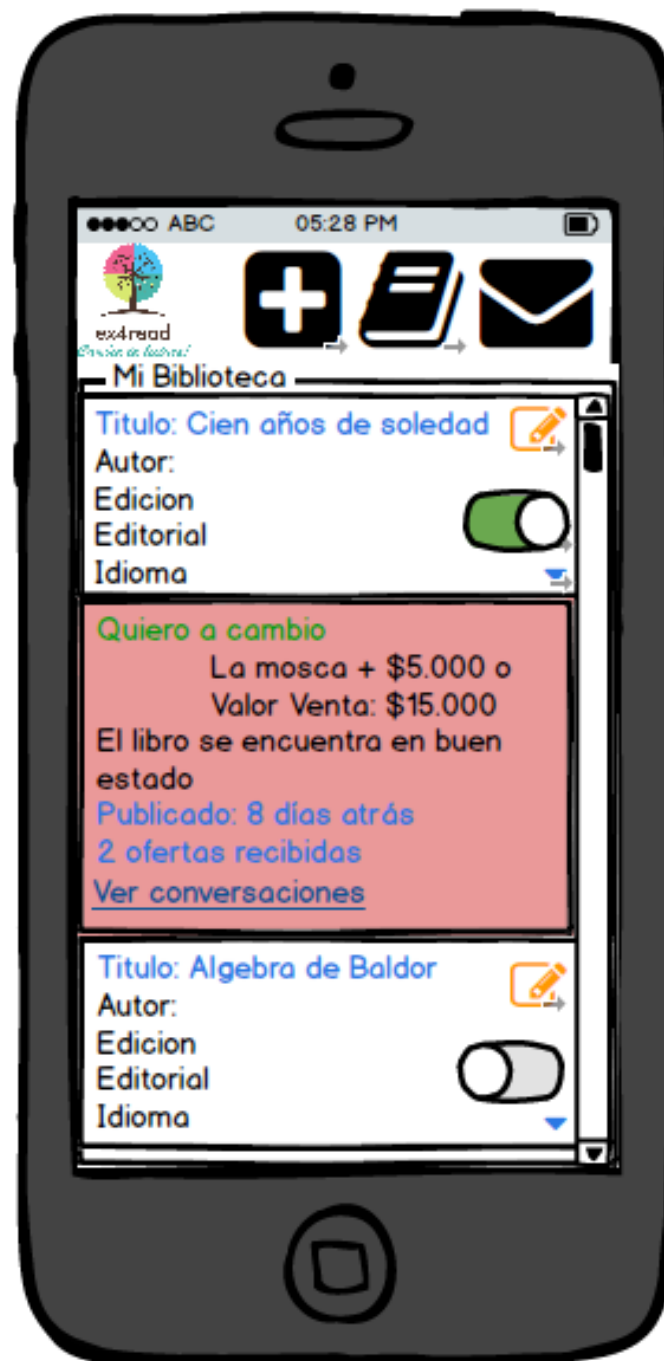 ABC 05:28 PM
ex4read
Mi Biblioteca
Titulo: Cien años de soledad
Autor:
Edicion
Editorial
Idioma
Quiero a cambio
La mosca + $5.000 o
Valor Venta: $15.000
El libro se encuentra en buen
estado
Publicado: 8 días atrás
2 ofertas recibidas
Ver conversaciones
Titulo: Algebra de Baldor
Autor:
Edicion
Editorial
Idioma